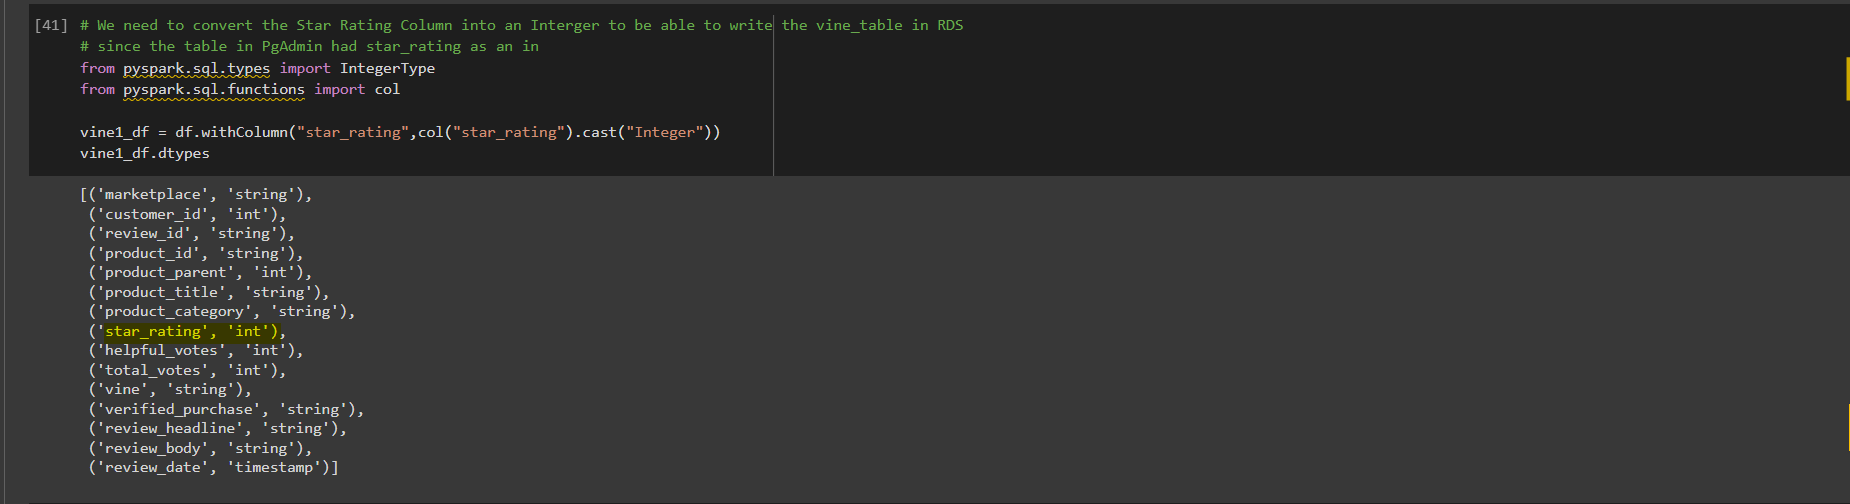 [41] # We need to convert the Star Rating Column into an Interger to be able to write the vine_table in RDS
# since the table in PgAdmin had star_rating as an in
from pyspark.sql.types import IntegerType
from pyspark.sql.functions import col
vine1_df = df.withColumn("star_rating",col("star_rating").cast("Integer"))
vine1_df.dtypes
[('marketplace', 'string'),
('customer_id', 'int'),
('review_id', 'string'),
('product_id', 'string'),
('product_parent', 'int'),
('product_title', 'string'),
('product_category', 'string'),
('star_rating', 'int'),
('helpful_votes', 'int'),
('total_votes', 'int'),
('vine', 'string'),
('verified_purchase', 'string'),
('review_headline', 'string'),
('review_body', 'string'),
('review_date', 'timestamp')]